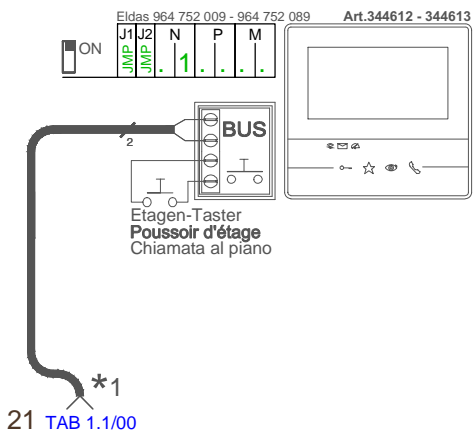 Eldas 964 752 009 - 964 752 089 Art.344612 - 344613
ON
J1 J2 N P M
JMP JMP . 1 . . . .
BUS
2
Etagen-Taster
Poussoir d'étage
Chiamata al piano
*1
21 TAB 1.1/00